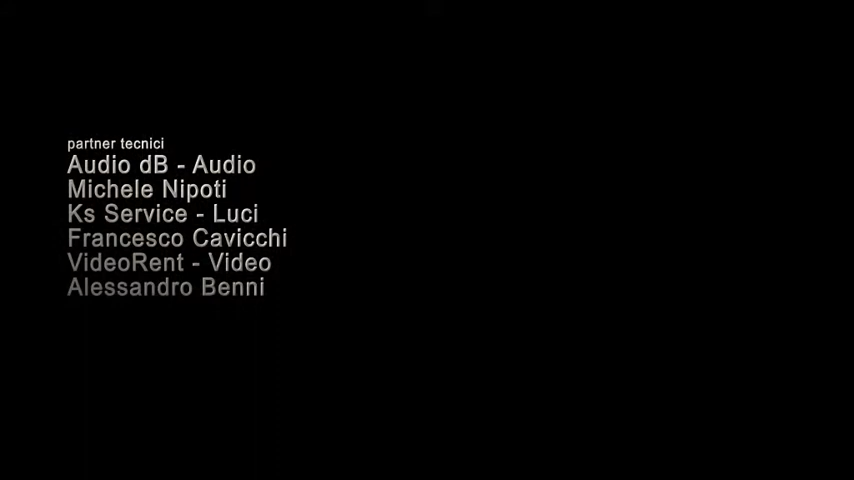 partner tecnici
Audio dB - Audio
Michele Nipoti
Ks Service - Luci
Francesco Cavicchi
VideoRent - Video
Alessandro Benni